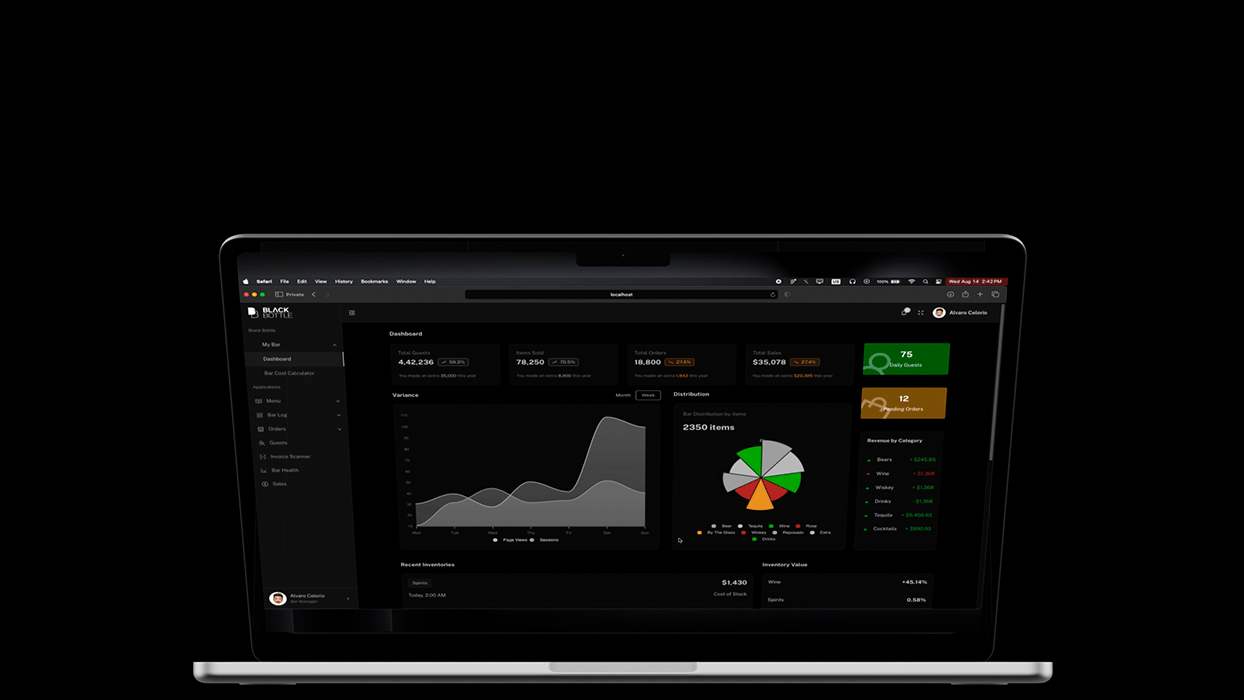 Safari File Edit View History Bookmarks Window Help 100% Wed Aug 14 2:42 PM
Private localhost
BLACK
BOTTLE
Alvaro Celorio
Black Items
My Bar
Dashboard
Bar Cost Calculator
Applications
Menu
Bar Log
Orders
Guests
Invoice Scanner
Bar Health
Sales
Alvaro Celorio
Dashboard
Total Guests
4,42,236 59.3%
You made an extra 35,000 this year
Items Sold
78,250 70.5%
You made an extra 8,900 this year
Total Orders
18,800 27.4%
You made an extra 1,943 this year
Total Sales
$35,078 27.4%
You made an extra $20,395 this year
75
Daily Guests
12
Pending Orders
Variance
Month Week
Mon Tue Wed Thu Fri Sat Sun
Page Views Sessions
Distribution
Bar Distribution by items
2350 items
Beer Tequila Wine Rose
By The Glass Wiskey Reposado Extra
Drinks
Revenue by Category
Beers + $245.65
Wine + $1,368
Wiskey + $1,368
Drinks - $1,368
Tequila + $5,458.63
Cocktails + $890.00
Recent Inventories
Spirits
Today, 2:00 AM
$1,430
Cost of Stock
Inventory Value
Wine +45.14%
Spirits 0.58%